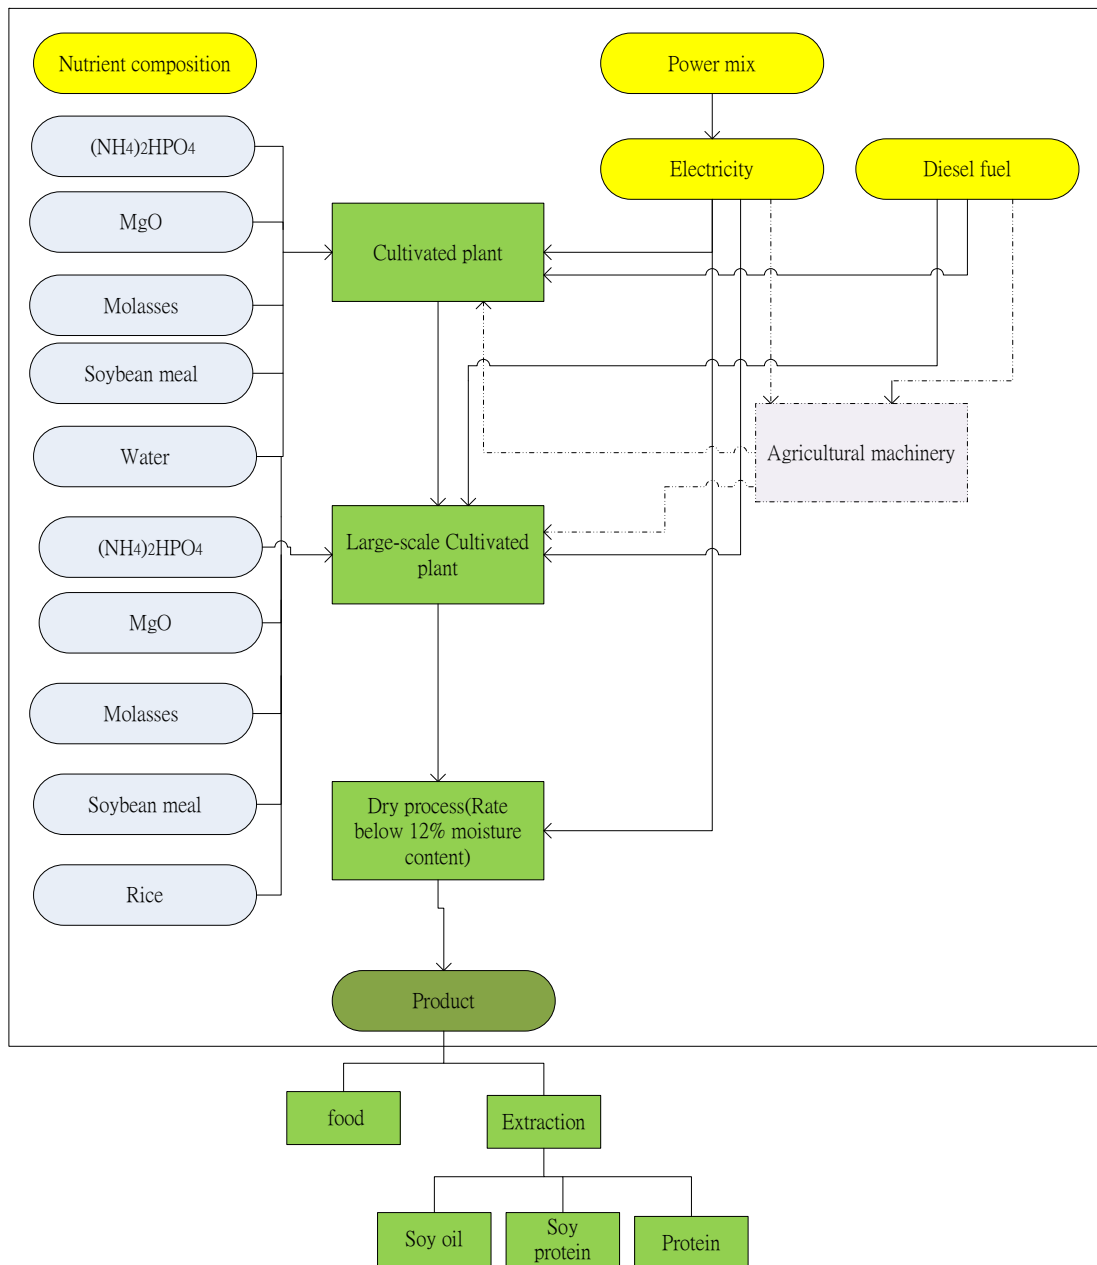 Nutrient composition
Power mix
(NH4)2HPO4
Electricity
Diesel fuel
MgO
Cultivated plant
Molasses
Soybean meal
Water
Agricultural machinery
(NH4)2HPO4
Large-scale Cultivated
plant
MgO
Molasses
Soybean meal
Dry process(Rate
below 12% moisture
content)
Rice
Product
food
Extraction
Soy oil
Soy
protein
Protein